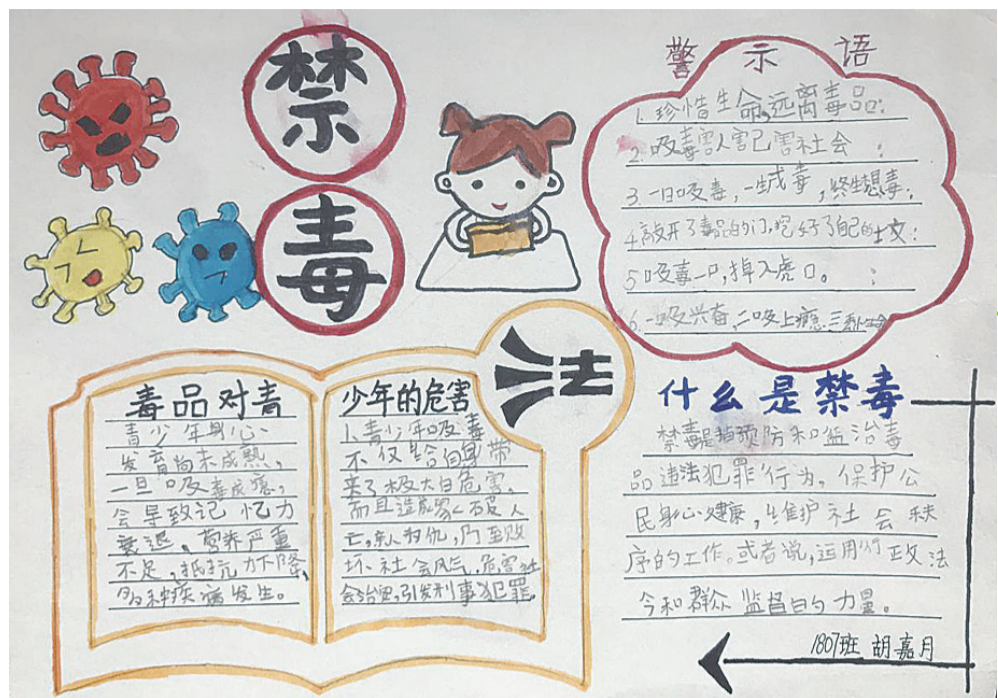 禁
毒
警示语
1.珍惜生命,远离毒品;
2.吸毒害人害己害社会;
3.一日吸毒,一生戒毒,终生想毒;
4.敲开了毒品的门,挖好了自己的坟;
5.吸毒一口,掉入虎口。;
6.一吸兴奋,二吸上瘾,三
法
毒品对青
青少年身心
发育尚未成熟,
一旦吸毒成瘾,
会导致记忆力
衰退、营养严重
不足,抵抗力下降,
多种疾病发生。
少年的危害
1.青少年吸毒
不仅给自身带
来了极大白危害,
而且造成家破人
亡,亲人为仇,乃至败
坏社会风气,危害社
会治安,引发刑事犯罪,
什么是禁毒
禁毒是指预防和监治毒
品违法犯罪行为,保护公
民身心健康,维护社会秩
序的工作。或者说,运用行政法
令和群众监督白勺力量。
1807班 胡嘉月